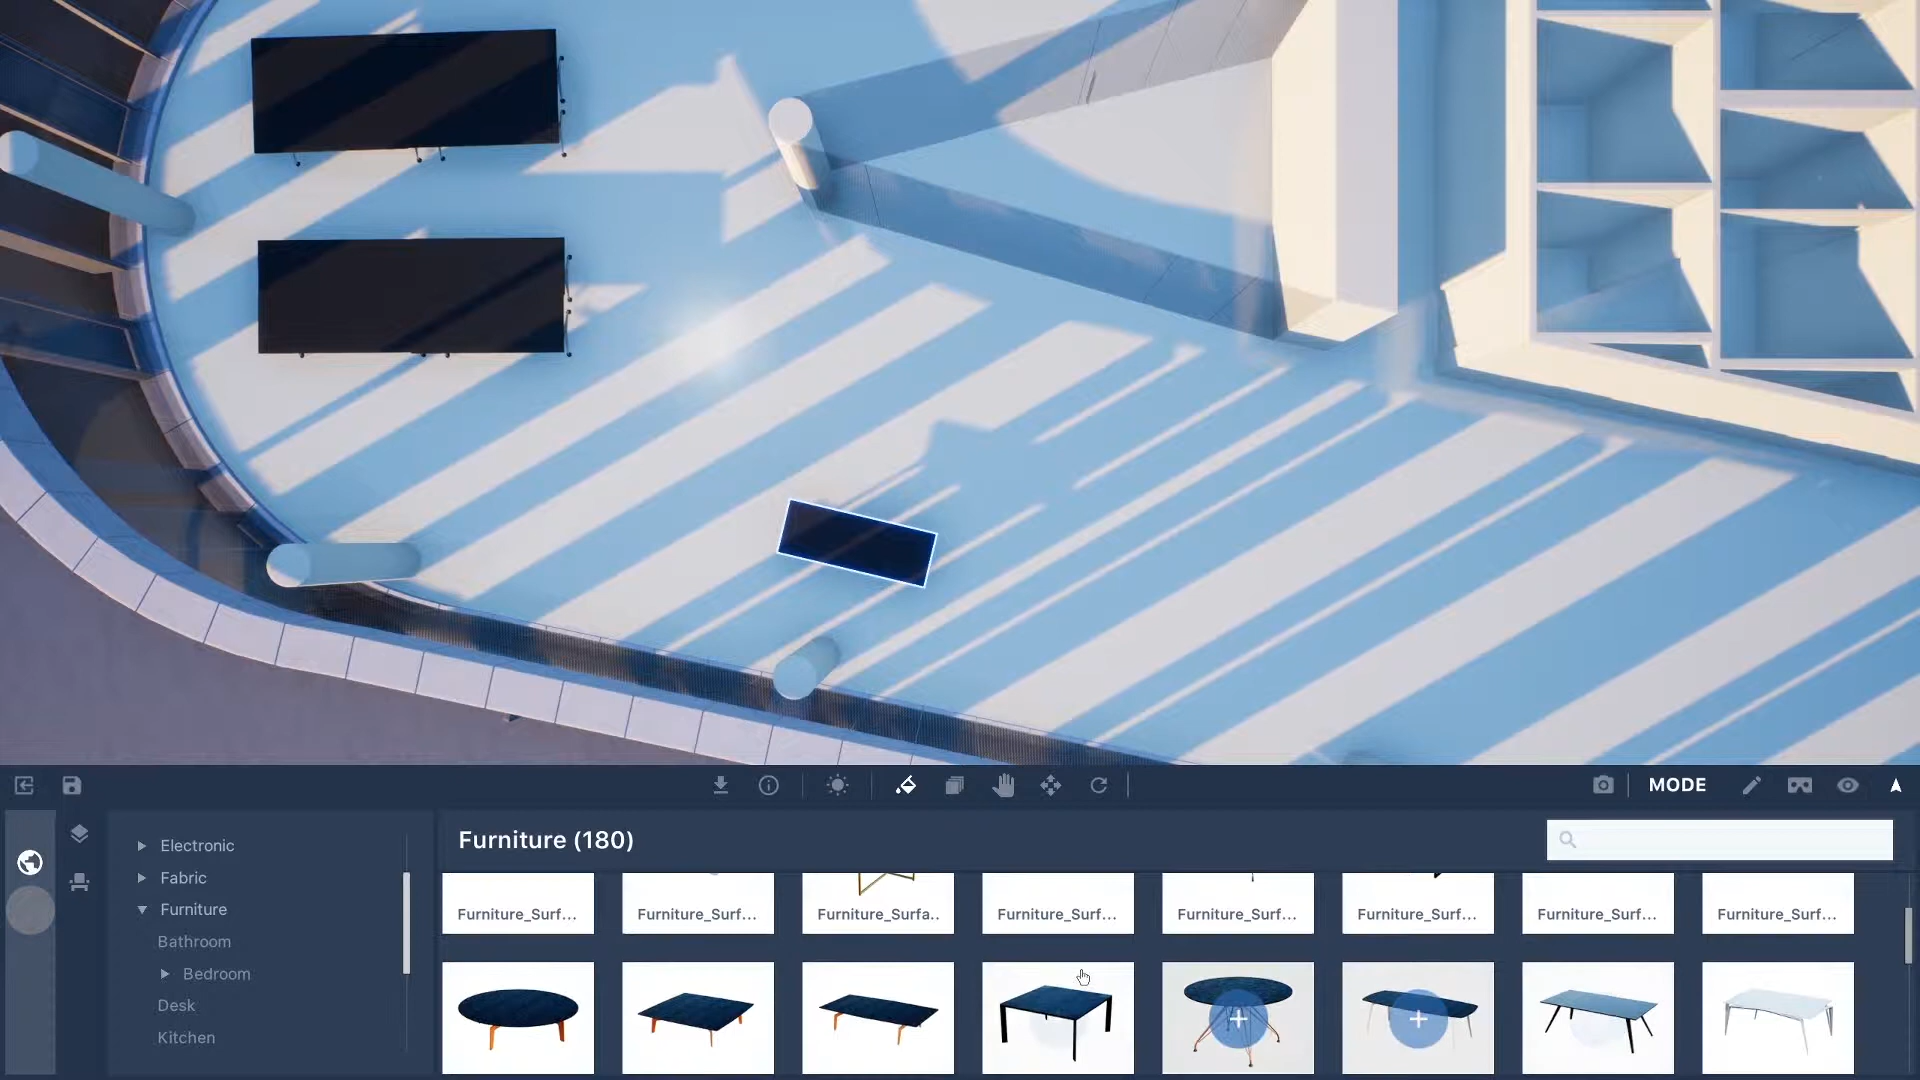 MODE
Electronic
Fabric
Furniture
Bathroom
Bedroom
Desk
Kitchen
Furniture (180)
Furniture_Surf...
Furniture_Surf...
Furniture_Surfa..
Furniture_Surf...
Furniture_Surf...
Furniture_Surf...
Furniture_Surf...
Furniture_Surf...